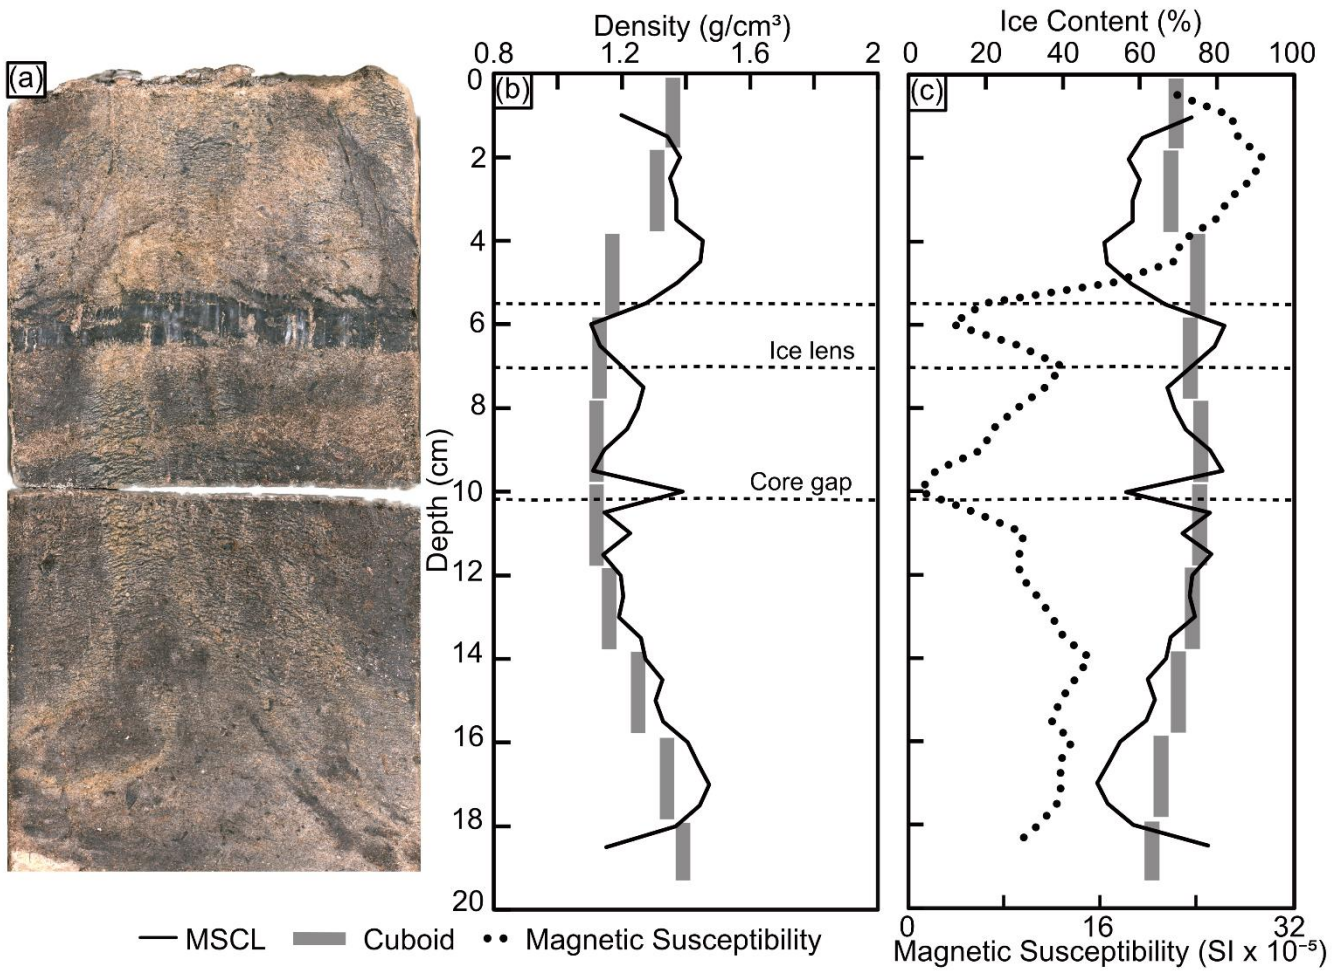 Density (g/cm³)
Ice Content (%)
0.8 1.2 1.6 2
0 20 40 60 80 100
(a)
(b)
(c)
0
2
4
6
8
10
12
14
16
18
20
Depth (cm)
Ice lens
Core gap
0 16 32
MSCL Cuboid Magnetic Susceptibility
Magnetic Susceptibility (SI x 10⁻⁵)